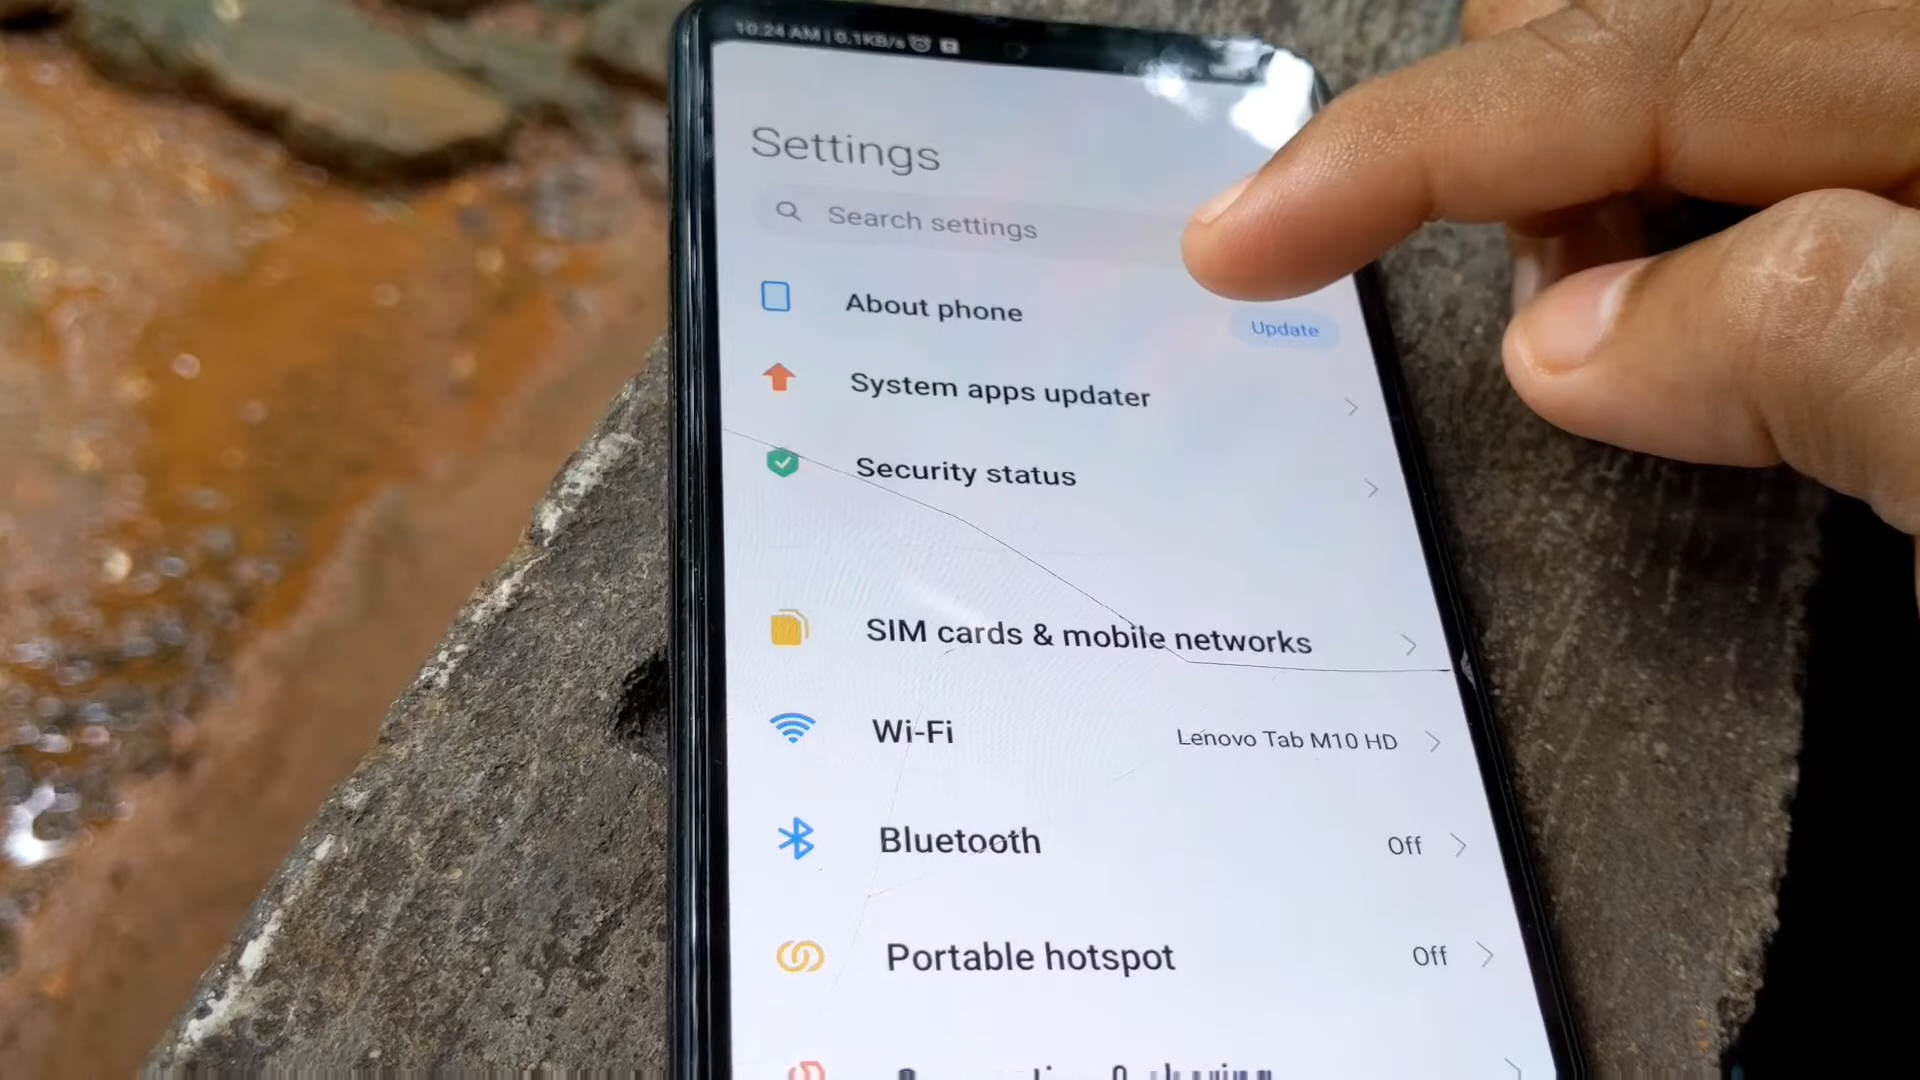 10:24 AM | 0.1KB/s
Settings
Search settings
About phone
Update
System apps updater
Security status
SIM cards & mobile networks
Wi-Fi
Lenovo Tab M10 HD
Bluetooth
Off
Portable hotspot
Off